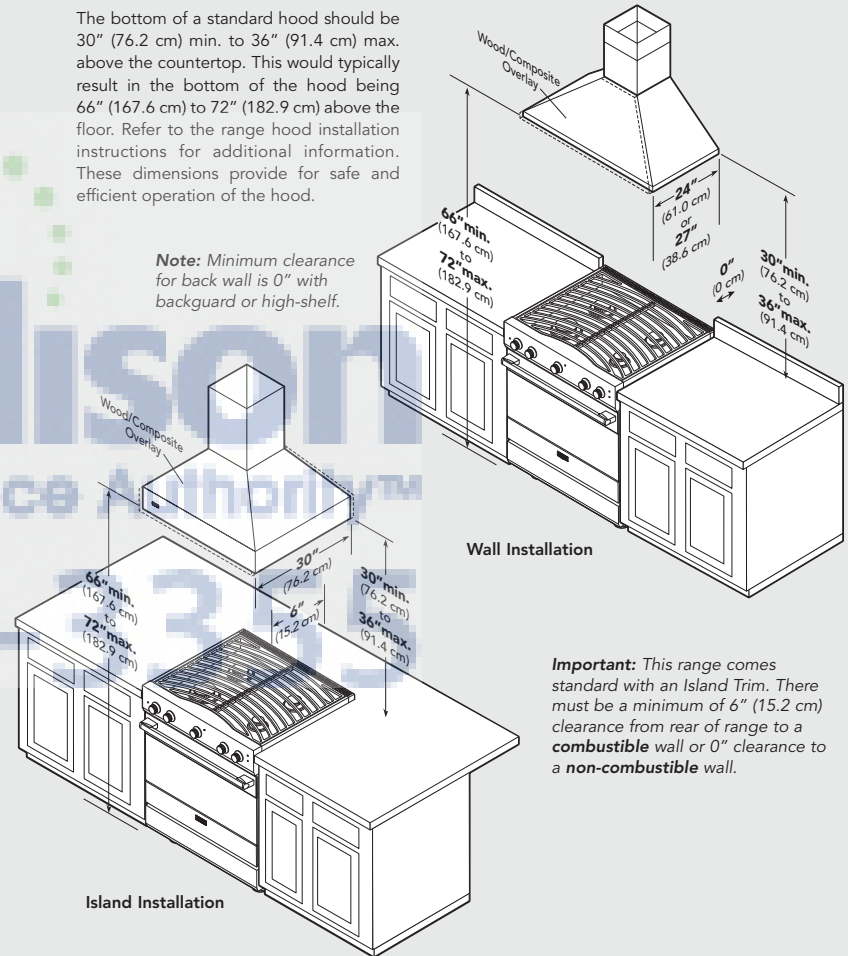 The bottom of a standard hood should be
30” (76.2 cm) min. to 36” (91.4 cm) max.
above the countertop. This would typically
result in the bottom of the hood being
66” (167.6 cm) to 72” (182.9 cm) above the
floor. Refer to the range hood installation
instructions for additional information.
These dimensions provide for safe and
efficient operation of the hood.
Note: Minimum clearance
for back wall is 0” with
backguard or high-shelf.
Wood/Composite
Overlay
66” min.
(167.6 cm)
to
72” max.
(182.9 cm)
24”
(61.0 cm)
or
27”
(38.6 cm)
0”
(0 cm)
30” min.
(76.2 cm)
to
36” max.
(91.4 cm)
Wall Installation
Wood/Composite
Overlay
66” min.
(167.6 cm)
to
72” max.
(182.9 cm)
30”
(76.2 cm)
6”
(15.2 cm)
30” min.
(76.2 cm)
to
36” max.
(91.4 cm)
Island Installation
Important: This range comes
standard with an Island Trim. There
must be a minimum of 6” (15.2 cm)
clearance from rear of range to a
combustible wall or 0” clearance to
a non-combustible wall.
lison
ce Authority™
-3355